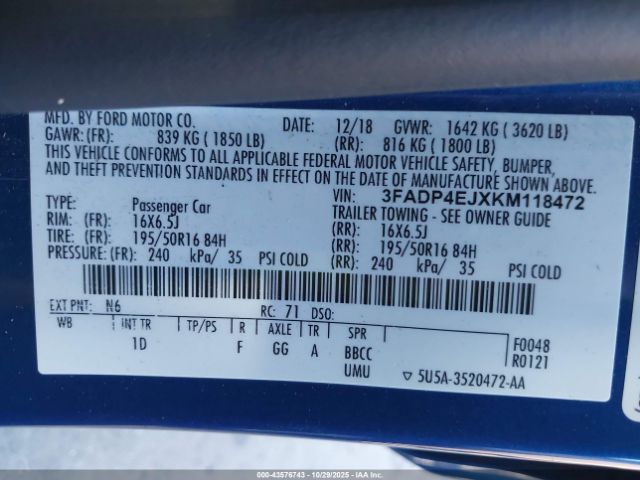 MFD. BY FORD MOTOR CO. DATE: 12/18 GVWR: 1642 KG ( 3620 LB)
GAWR: (FR): 839 KG ( 1850 LB) (RR): 816 KG ( 1800 LB)
THIS VEHICLE CONFORMS TO ALL APPLICABLE FEDERAL MOTOR VEHICLE SAFETY, BUMPER,
AND THEFT PREVENTION STANDARDS IN EFFECT ON THE DATE OF MANUFACTURE SHOWN ABOVE.
VIN: 3FADP4EJXKM118472
TYPE: Passenger Car TRAILER TOWING - SEE OWNER GUIDE
RIM: (FR) 16X6.5J (RR): 16X6.5J
TIRE: (FR) 195/50R16 84H (RR): 195/50R16 84H
PRESSURE: (FR): 240 kPa/ 35 PSI COLD (RR): 240 kPa/ 35 PSI COLD
EXT PNT: N6 RC: 71 DSO:
WB INT TR TP/PS R AXLE TR SPR F0048
1D F GG A BBCC R0121
UMU ▽ 5U5A-3520472-AA
000-43576743 - 10/29/2025 - IAAI.com